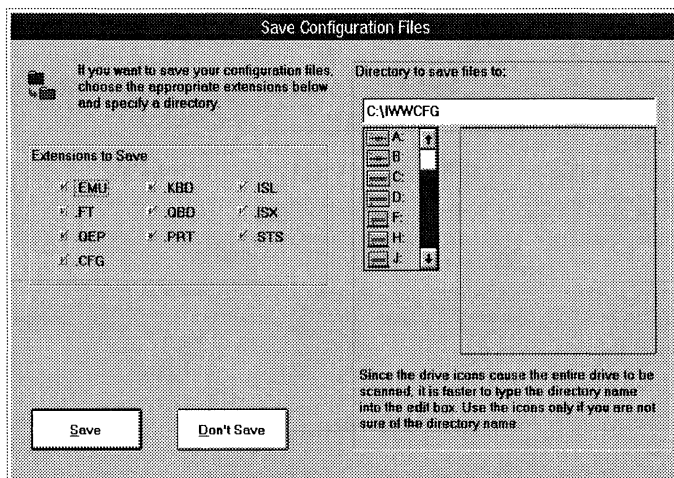 Save Configuration Files
If you want to save your configuration files,
choose the appropriate extensions below
and specify a directory.
Directory to save files to:
C:\IWWCFG
Extensions to Save
.EMU
.KBD
.ISL
.FT
.QBD
.ISX
.QEP
.PRT
.STS
.CFG
A:
B:
C:
D:
F:
H:
J:
Since the drive icons cause the entire drive to be
scanned, it is faster to type the directory name
into the edit box. Use the icons only if you are not
sure of the directory name.
Save
Don't Save